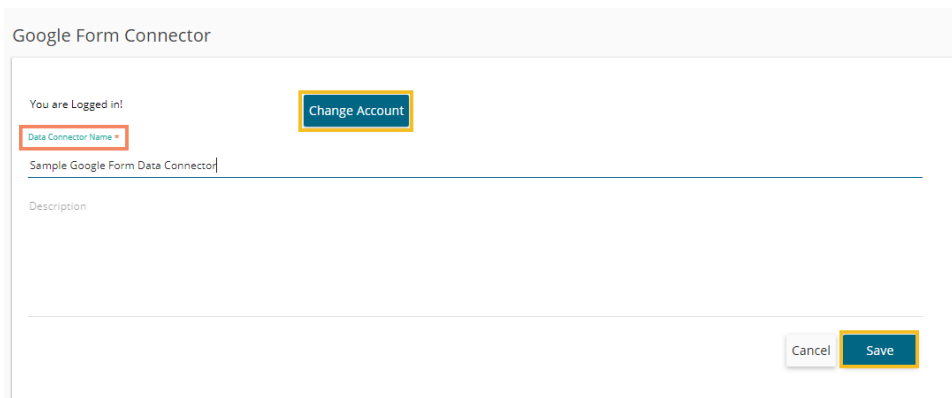 Google Form Connector
You are Logged in!
Change Account
Data Connector Name *
Sample Google Form Data Connector
Description
Cancel
Save